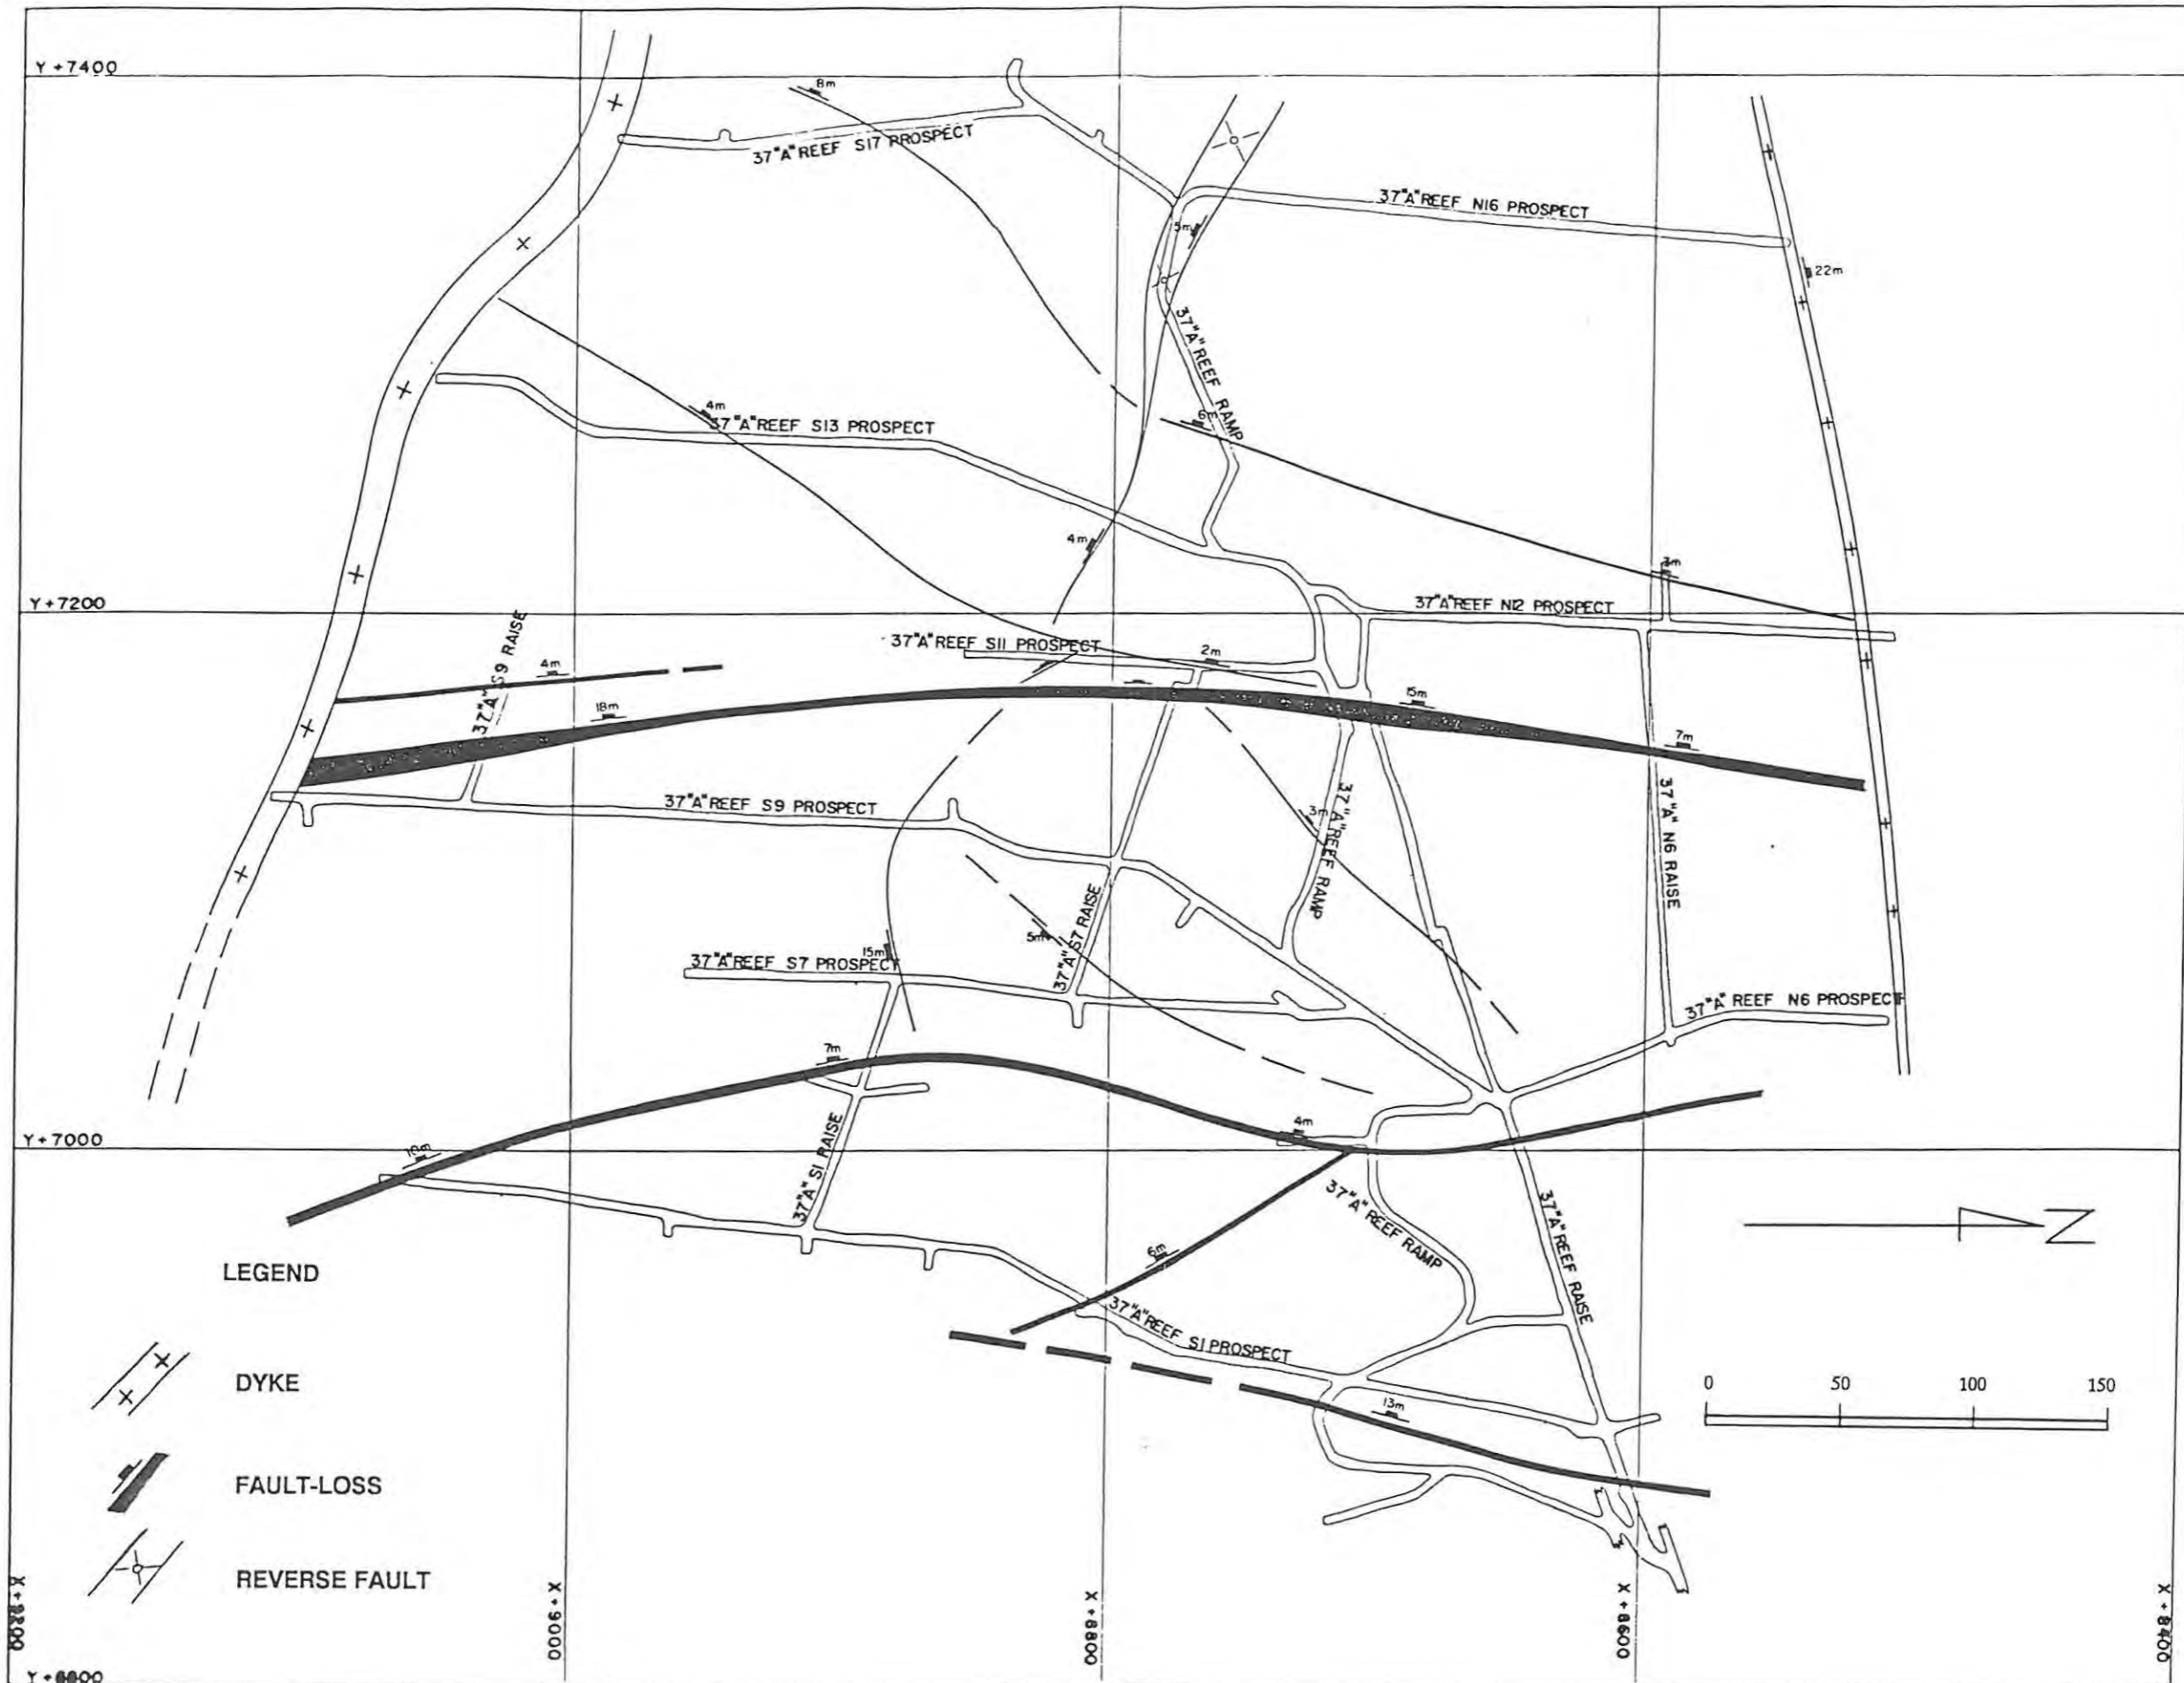 Y +7400
8m
37"A"REEF S17 PROSPECT
37"A"REEF N16 PROSPECT
5m
22m
37"A"REEF RAMP
4m
37"A"REEF S13 PROSPECT
6m
4m
3m
Y +7200
37"A"REEF N12 PROSPECT
37"A" S9 RAISE
37"A"REEF S11 PROSPECT
2m
4m
18m
15m
7m
37"A"REEF S9 PROSPECT
3m
37"A"REEF RAMP
37"A" N6 RAISE
5m
37"A" S7 RAISE
15m
37"A"REEF S7 PROSPECT
37"A" REEF N6 PROSPECT
7m
4m
Y +7000
10m
37"A" S1 RAISE
37"A" REEF RAMP
37"A"REEF RAISE
N
6m
37"A"REEF S1 PROSPECT
13m
LEGEND
DYKE
FAULT-LOSS
REVERSE FAULT
0 50 100 150
X +9000
X +8800
X +8600
X +8400